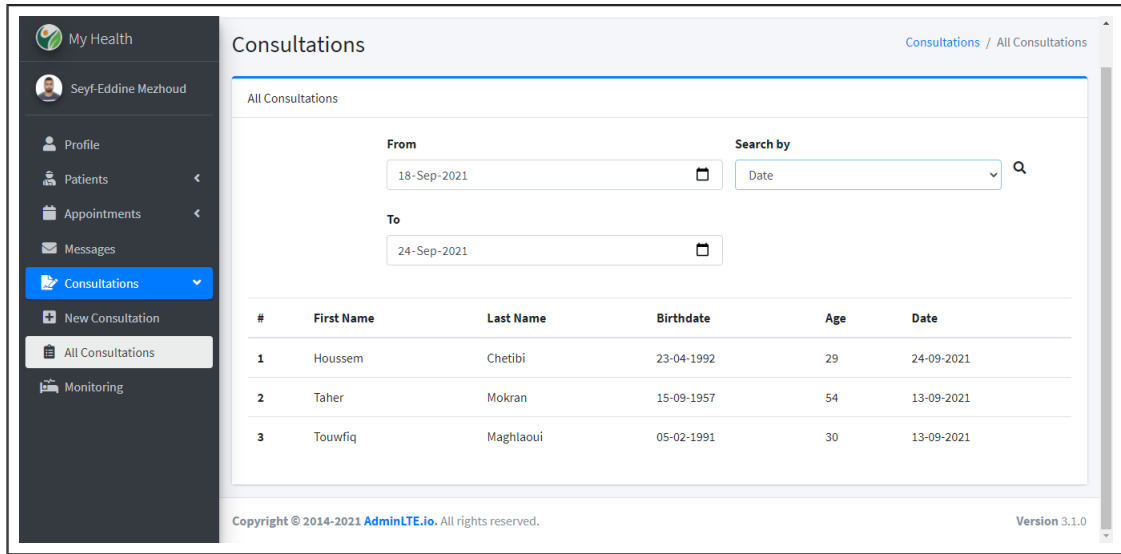 My Health
Seyf-Eddine Mezhoud
Profile
Patients
Appointments
Messages
Consultations
New Consultation
All Consultations
Monitoring
Consultations
Consultations / All Consultations
All Consultations
From Search by
18-Sep-2021 Date
To
24-Sep-2021
# First Name Last Name Birthdate Age Date
1 Houssem Chetibi 23-04-1992 29 24-09-2021
2 Taher Mokran 15-09-1957 54 13-09-2021
3 Touwfiq Maghlaoui 05-02-1991 30 13-09-2021
Copyright © 2014-2021 AdminLTE.io. All rights reserved. Version 3.1.0